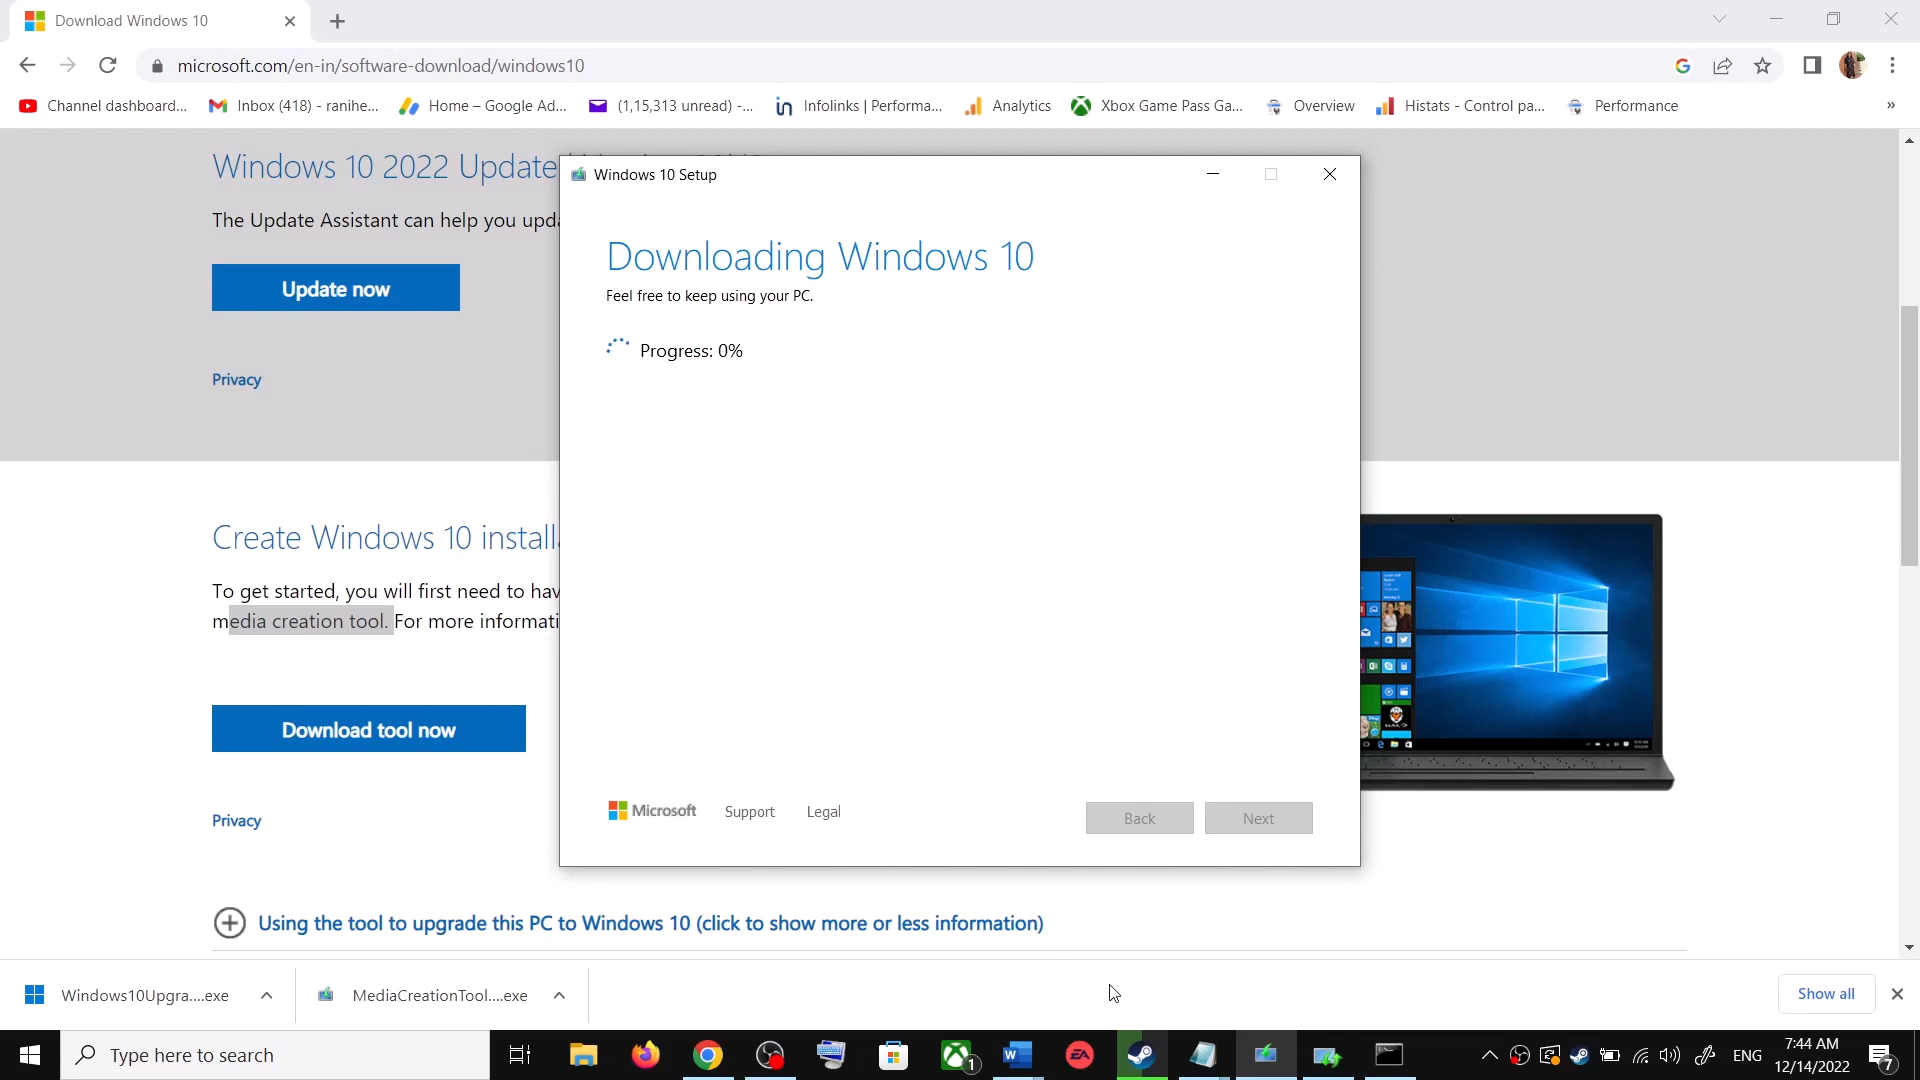 Download Windows 10
microsoft.com/en-in/software-download/windows10
Channel dashboard...
Inbox (418) - ranihe...
Home – Google Ad...
(1,15,313 unread) -...
Infolinks | Performa...
Analytics
Xbox Game Pass Ga...
Overview
Histats - Control pa...
Performance
»
Windows 10 2022 Update
The Update Assistant can help you upda
Update now
Privacy
Windows 10 Setup
Downloading Windows 10
Feel free to keep using your PC.
Progress: 0%
Microsoft
Support
Legal
Back
Next
Create Windows 10 installa
To get started, you will first need to hav
media creation tool. For more informati
Download tool now
Privacy
Using the tool to upgrade this PC to Windows 10 (click to show more or less information)
Windows10Upgra....exe
MediaCreationTool....exe
Show all
Type here to search
1
W
EA
ENG
7:44 AM
12/14/2022
7